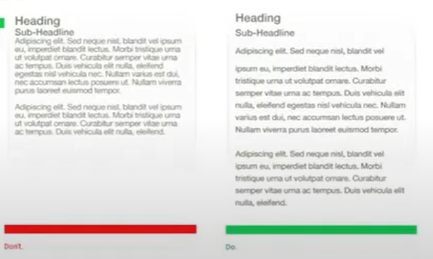 Heading
Sub-Headline
Adipiscing elit. Sed neque nisl, blandit vel ipsum
eu, imperdiet blandit lectus. Morbi tristique urna
ut volutpat ornare. Curabitur semper vitae urna
ac tempus. Duis vehicula elit nulla, eleifend
egestas nisl vehicula nec. Nullam varius est dui,
nec accumsan lectus posuere ut. Nullam viverra
purus laoreet euismod tempor.
Adipiscing elit. Sed neque nisl, blandit vel ipsum
eu, imperdiet blandit lectus. Morbi tristique urna
ut volutpat ornare. Curabitur semper vitae urna
ac tempus. Duis vehicula elit nulla, eleifend.
Don't.
Heading
Sub-Headline
Adipiscing elit. Sed neque nisl, blandit vel
ipsum eu, imperdiet blandit lectus. Morbi
tristique urna ut volutpat ornare. Curabitur
semper vitae urna ac tempus. Duis vehicula elit
nulla, eleifend egestas nisl vehicula nec. Nullam
varius est dui, nec accumsan lectus posuere ut.
Nullam viverra purus laoreet euismod tempor.
Adipiscing elit. Sed neque nisl, blandit vel
ipsum eu, imperdiet blandit lectus. Morbi
tristique urna ut volutpat ornare. Curabitur
semper vitae urna ac tempus. Duis vehicula elit
nulla, eleifend.
Do.